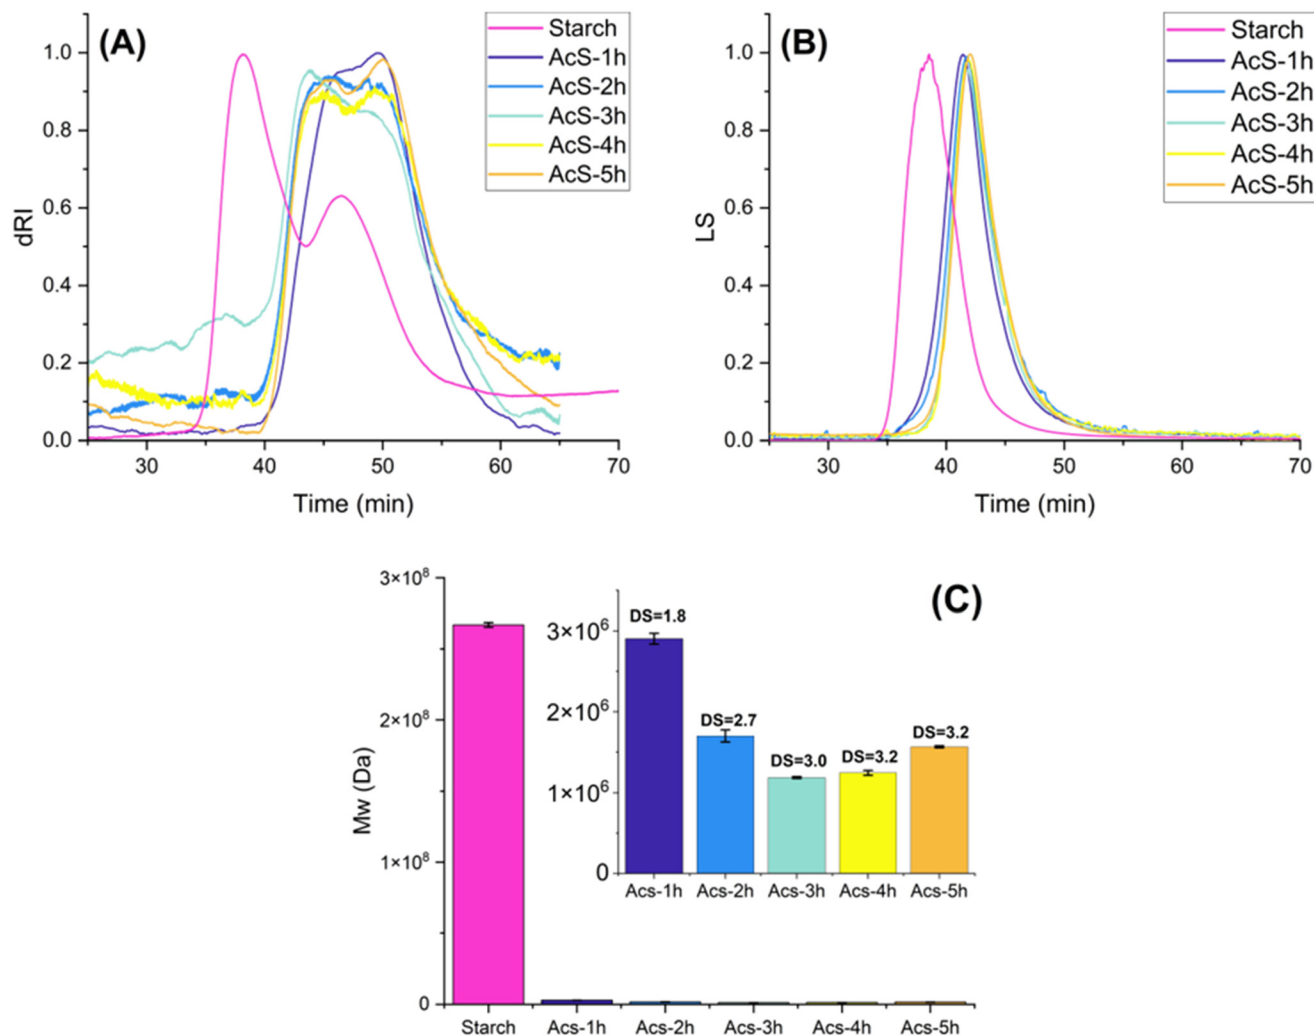 (A)
Starch
AcS-1h
AcS-2h
AcS-3h
AcS-4h
AcS-5h
1.0
0.8
0.6
0.4
0.2
0.0
dRI
30 40 50 60 70
Time (min)
(B)
Starch
AcS-1h
AcS-2h
AcS-3h
AcS-4h
AcS-5h
1.0
0.8
0.6
0.4
0.2
0.0
LS
30 40 50 60 70
Time (min)
(C)
3×10⁸
2×10⁸
1×10⁸
0
Mw (Da)
Starch Acs-1h Acs-2h Acs-3h Acs-4h Acs-5h
3×10⁶
2×10⁶
1×10⁶
0
DS=1.8
DS=2.7
DS=3.0
DS=3.2
DS=3.2
Acs-1h Acs-2h Acs-3h Acs-4h Acs-5h